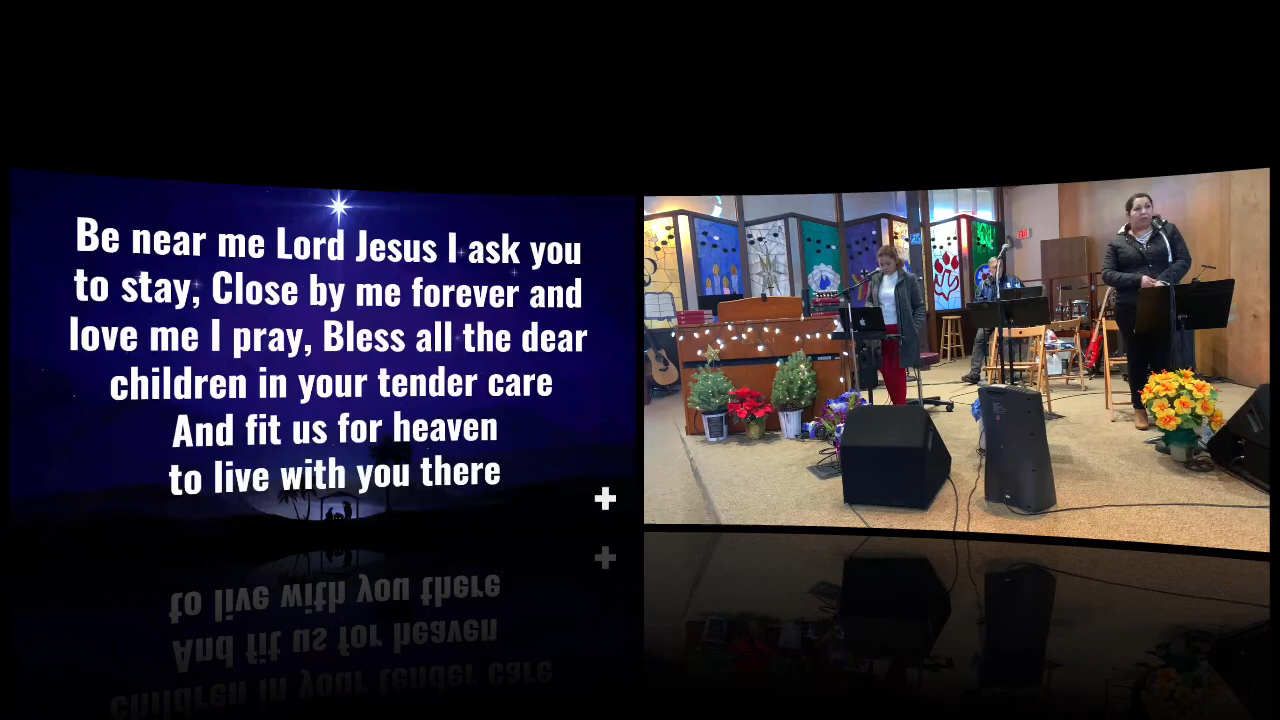 Be near me Lord Jesus I ask you
to stay, Close by me forever and
love me I pray, Bless all the dear
children in your tender care
And fit us for heaven
to live with you there